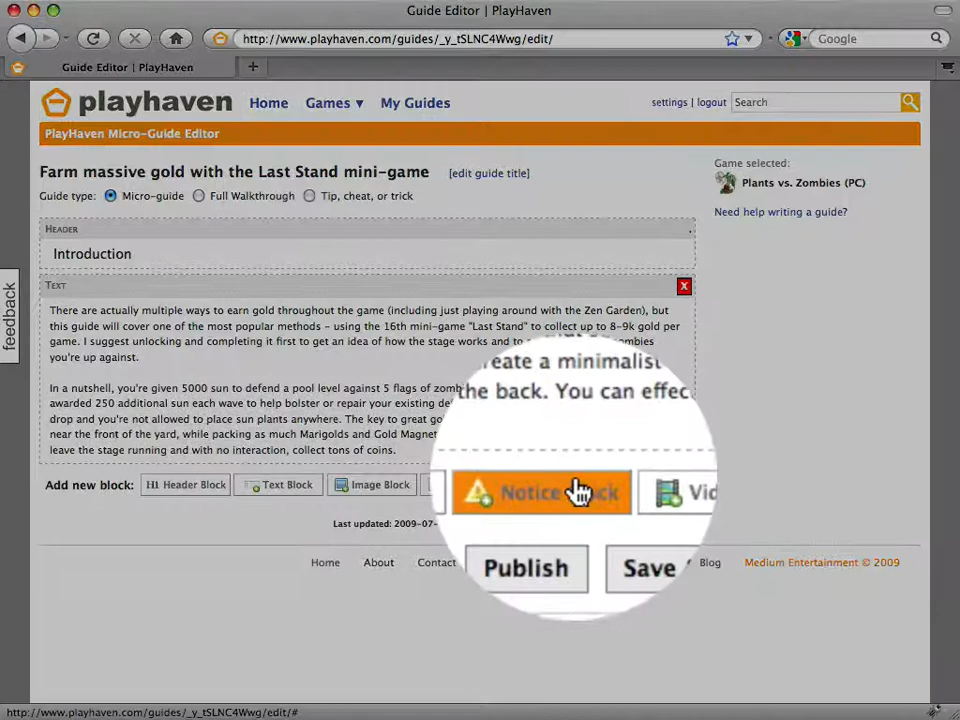 Guide Editor | PlayHaven
http://www.playhaven.com/guides/_y_tSLNC4Wwg/edit/
Google
Guide Editor | PlayHaven
playhaven Home Games ▼ My Guides
settings | logout Search
PlayHaven Micro-Guide Editor
Farm massive gold with the Last Stand mini-game [edit guide title]
Game selected:
Plants vs. Zombies (PC)
Guide type: Micro-guide Full Walkthrough Tip, cheat, or trick
Need help writing a guide?
HEADER
Introduction
TEXT X
feedback
There are actually multiple ways to earn gold throughout the game (including just playing around with the Zen Garden), but
this guide will cover one of the most popular methods - using the 16th mini-game "Last Stand" to collect up to 8-9k gold per
game. I suggest unlocking and completing it first to get an idea of how the stage works and to
you're up against.
create a minimalist
the back. You can effec
In a nutshell, you're given 5000 sun to defend a pool level against 5 flags of zomb
awarded 250 additional sun each wave to help bolster or repair your existing de
drop and you're not allowed to place sun plants anywhere. The key to great go
near the front of the yard, while packing as much Marigolds and Gold Magnet
leave the stage running and with no interaction, collect tons of coins.
Add new block: H1 Header Block Text Block Image Block Notice Block Vid
Last updated: 2009-07-
Publish Save
Home About Contact Blog Medium Entertainment © 2009
http://www.playhaven.com/guides/_y_tSLNC4Wwg/edit/#